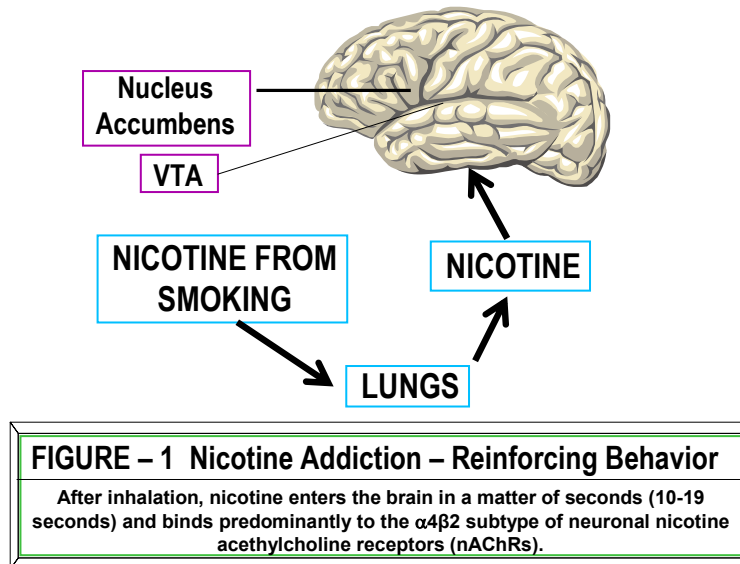 Nucleus
Accumbens
VTA
NICOTINE FROM
SMOKING
NICOTINE
LUNGS
FIGURE – 1 Nicotine Addiction – Reinforcing Behavior
After inhalation, nicotine enters the brain in a matter of seconds (10-19
seconds) and binds predominantly to the α4β2 subtype of neuronal nicotine
acethylcholine receptors (nAChRs).